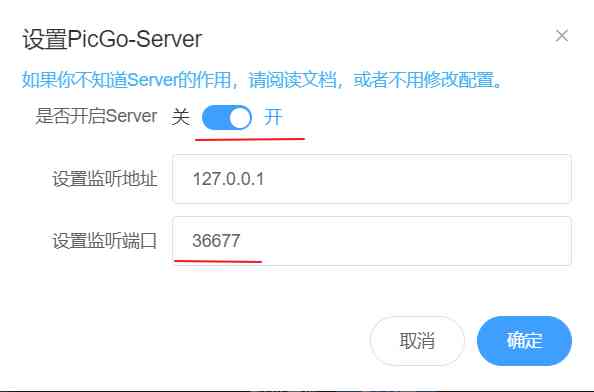 设置PicGo-Server
如果你不知道Server的作用，请阅读文档，或者不用修改配置。
是否开启Server 关 开
设置监听地址 127.0.0.1
设置监听端口 36677
取消 确定